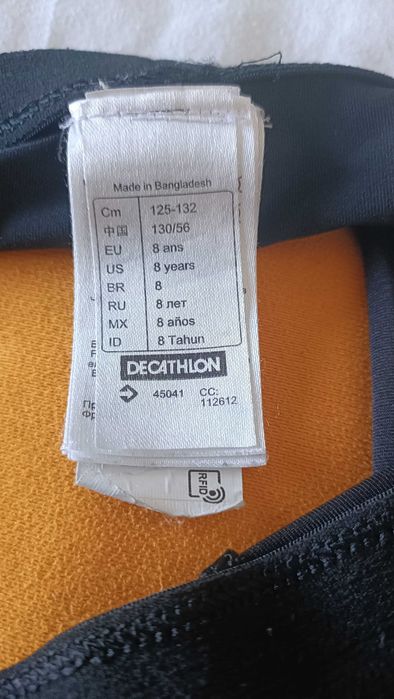 Made in Bangladesh
Cm 125-132
中国 130/56
EU 8 ans
US 8 years
BR 8
RU 8 лет
MX 8 años
ID 8 Tahun
DECATHLON
45041 CC:
112612
RFID